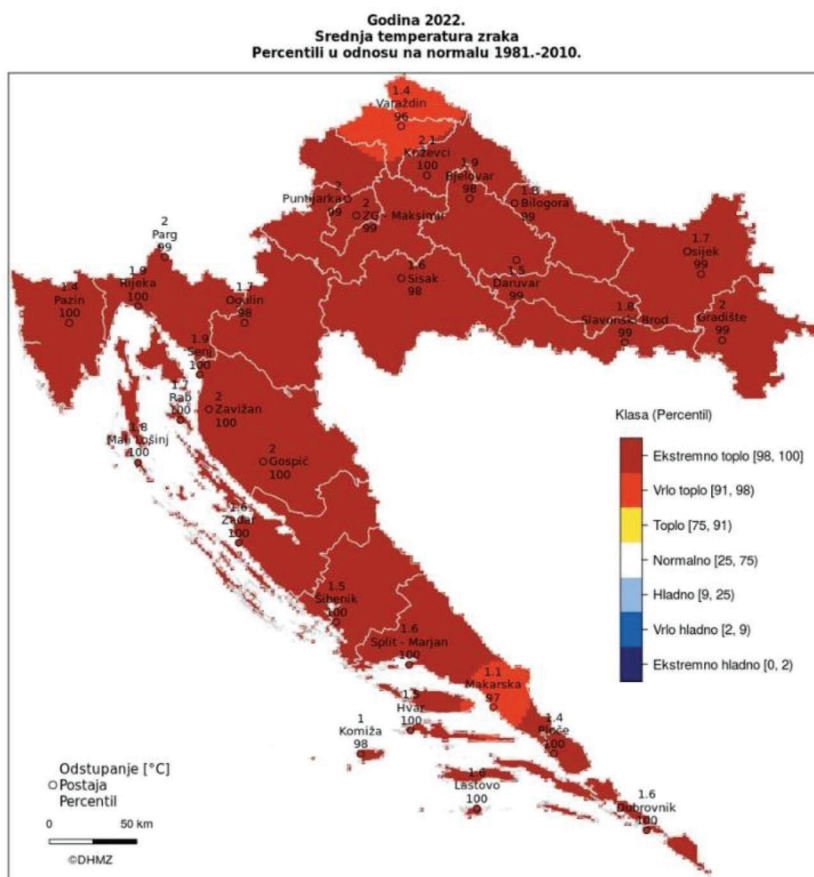 Godina 2022.
Srednja temperatura zraka
Percentili u odnosu na normalu 1981.-2010.
1.4
Varaždin
96
2.1
Križevci
100
1.9
Bjelovar
98
1.8
Bilogora
99
2
Puntijarka
99
2
ZG - Maksimir
99
2
Parg
99
1.9
Rijeka
100
1.4
Pazin
100
1.7
Ogulin
98
1.6
Sisak
98
1.5
Daruvar
99
1.7
Osijek
99
1.8
Slavonski Brod
99
2
Gradište
99
1.9
Senj
100
1.7
Rab
100
2
Zavižan
100
1.8
Mali Lošinj
100
2
Gospić
100
1.6
Zadar
100
1.5
Šibenik
100
1.6
Split - Marjan
100
1.1
Makarska
97
1.5
Hvar
100
1
Komiža
98
1.4
Ploče
100
1.6
Lastovo
100
1.6
Dubrovnik
100
Klasa (Percentil)
Ekstremno toplo [98, 100]
Vrlo toplo [91, 98)
Toplo [75, 91)
Normalno [25, 75)
Hladno [9, 25)
Vrlo hladno [2, 9)
Ekstremno hladno [0, 2)
Odstupanje [°C]
Postaja
Percentil
0 50 km
©DHMZ